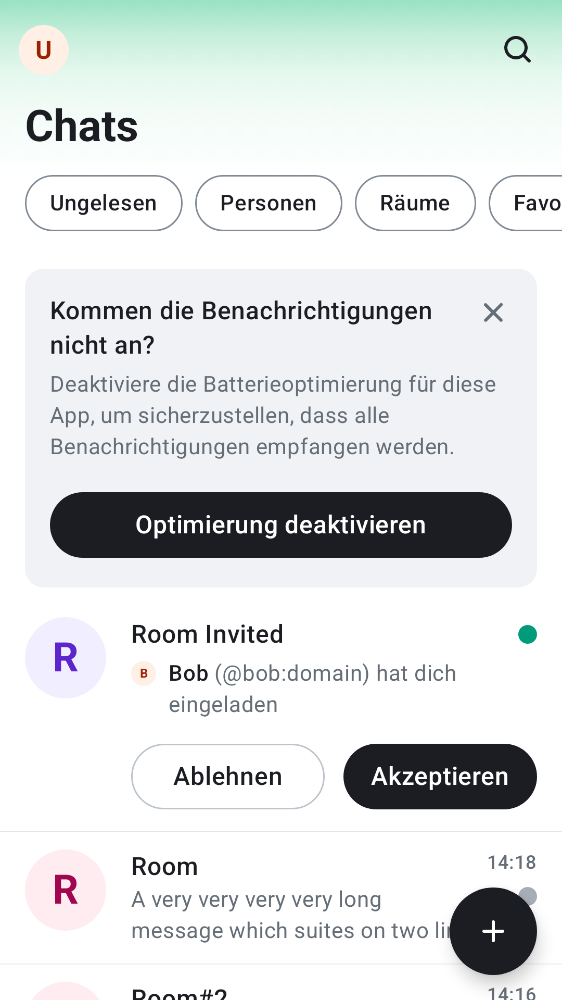 U
Chats
Ungelesen Personen Räume Favo
Kommen die Benachrichtigungen
nicht an?
Deaktiviere die Batterieoptimierung für diese
App, um sicherzustellen, dass alle
Benachrichtigungen empfangen werden.
Optimierung deaktivieren
R
Room Invited
B Bob (@bob:domain) hat dich
eingeladen
Ablehnen Akzeptieren
R
Room 14:18
A very very very very long
message which suites on two
Room#2 14:16